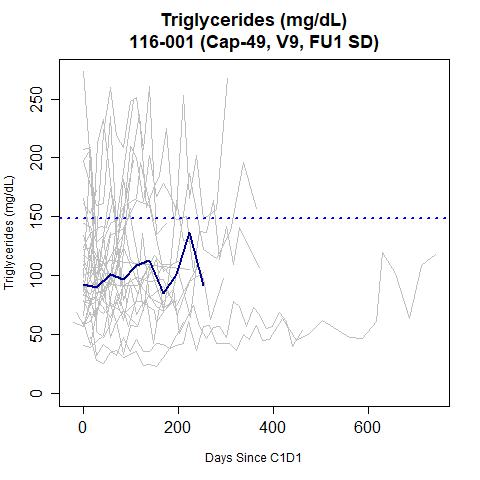 Triglycerides (mg/dL)
116-001 (Cap-49, V9, FU1 SD)
Triglycerides (mg/dL)
250
200
150
100
50
0
0
200
400
600
Days Since C1D1